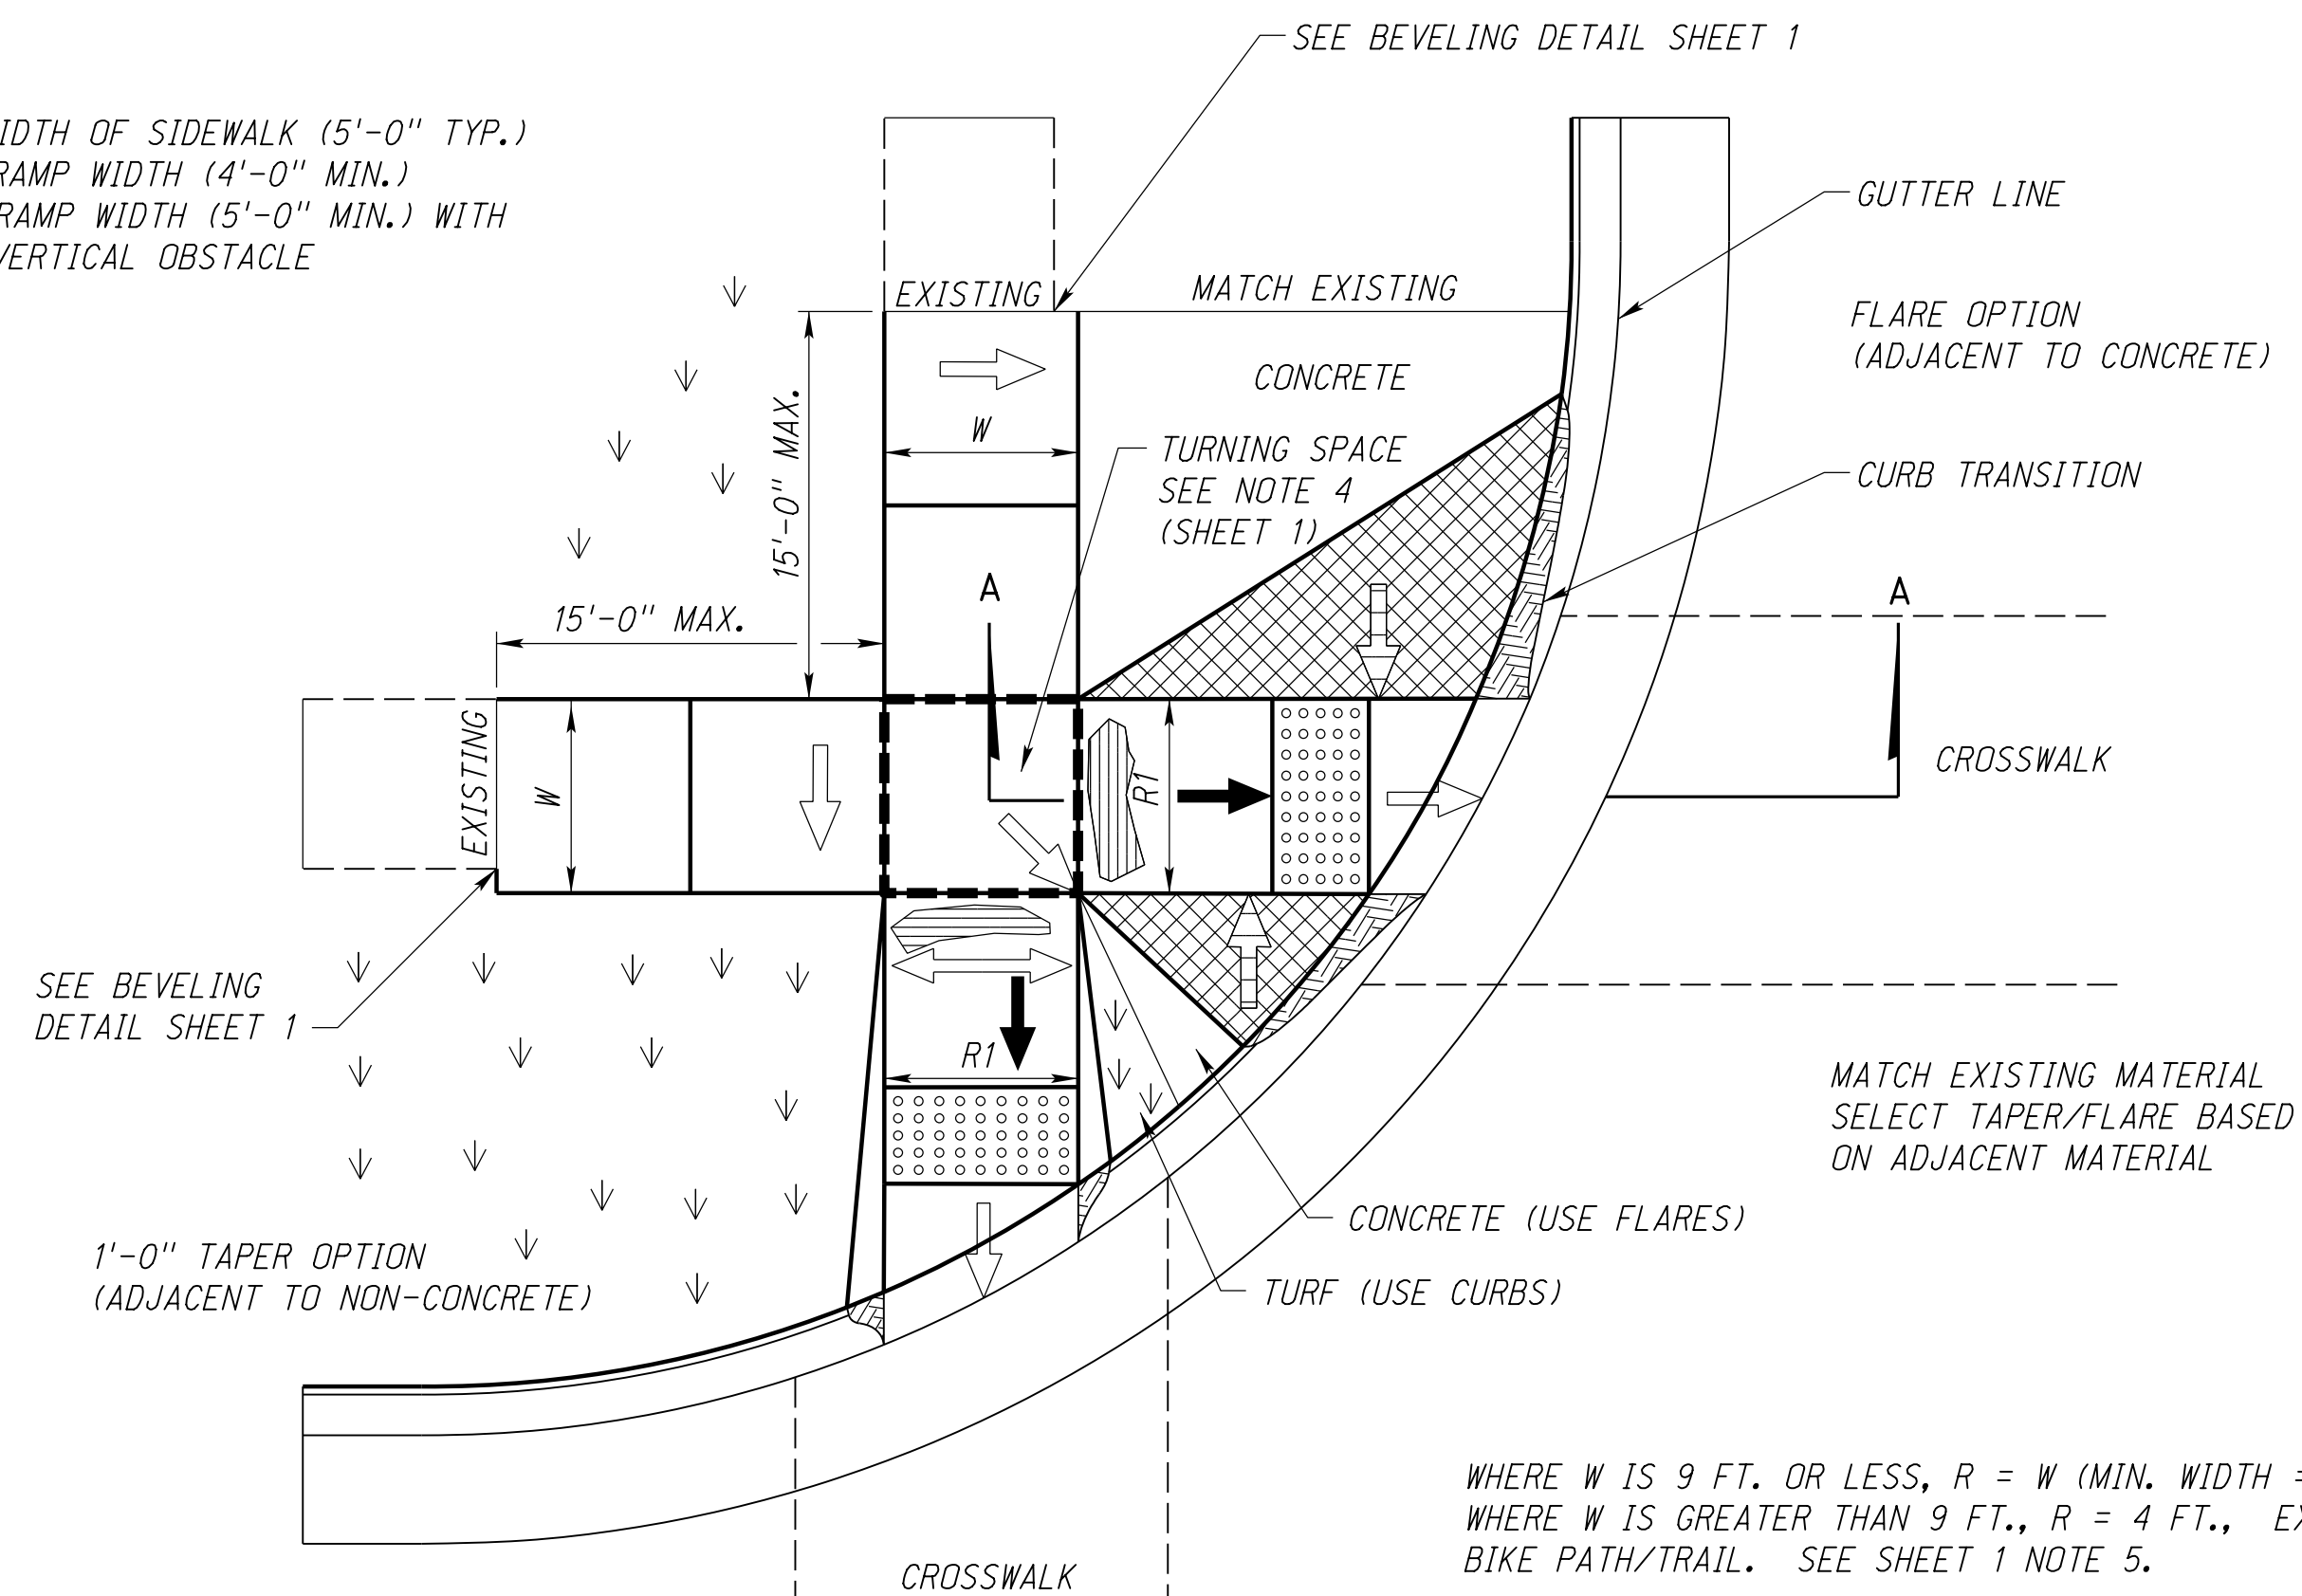 SEE BEVELING DETAIL SHEET 1
OF SIDEWALK (5'-0" TYP.)
WIDTH (4'-0" MIN.)
WIDTH (5'-0" MIN.) WITH
VERTICAL OBSTACLE
GUTTER LINE
EXISTING
MATCH EXISTING
FLARE OPTION
(ADJACENT TO CONCRETE)
CONCRETE
W
15'-0" MAX.
TURNING SPACE
SEE NOTE 4
(SHEET 1)
CURB TRANSITION
A
A
15'-0" MAX.
EXISTING
W
R1
CROSSWALK
SEE BEVELING
DETAIL SHEET 1
R1
MATCH EXISTING MATERIAL
SELECT TAPER/FLARE BASED
ON ADJACENT MATERIAL
CONCRETE (USE FLARES)
1'-0" TAPER OPTION
(ADJACENT TO NON-CONCRETE)
TURF (USE CURBS)
WHERE W IS 9 FT. OR LESS, R = W (MIN. WIDTH =
WHERE W IS GREATER THAN 9 FT., R = 4 FT.,
BIKE PATH/TRAIL. SEE SHEET 1 NOTE 5.
CROSSWALK